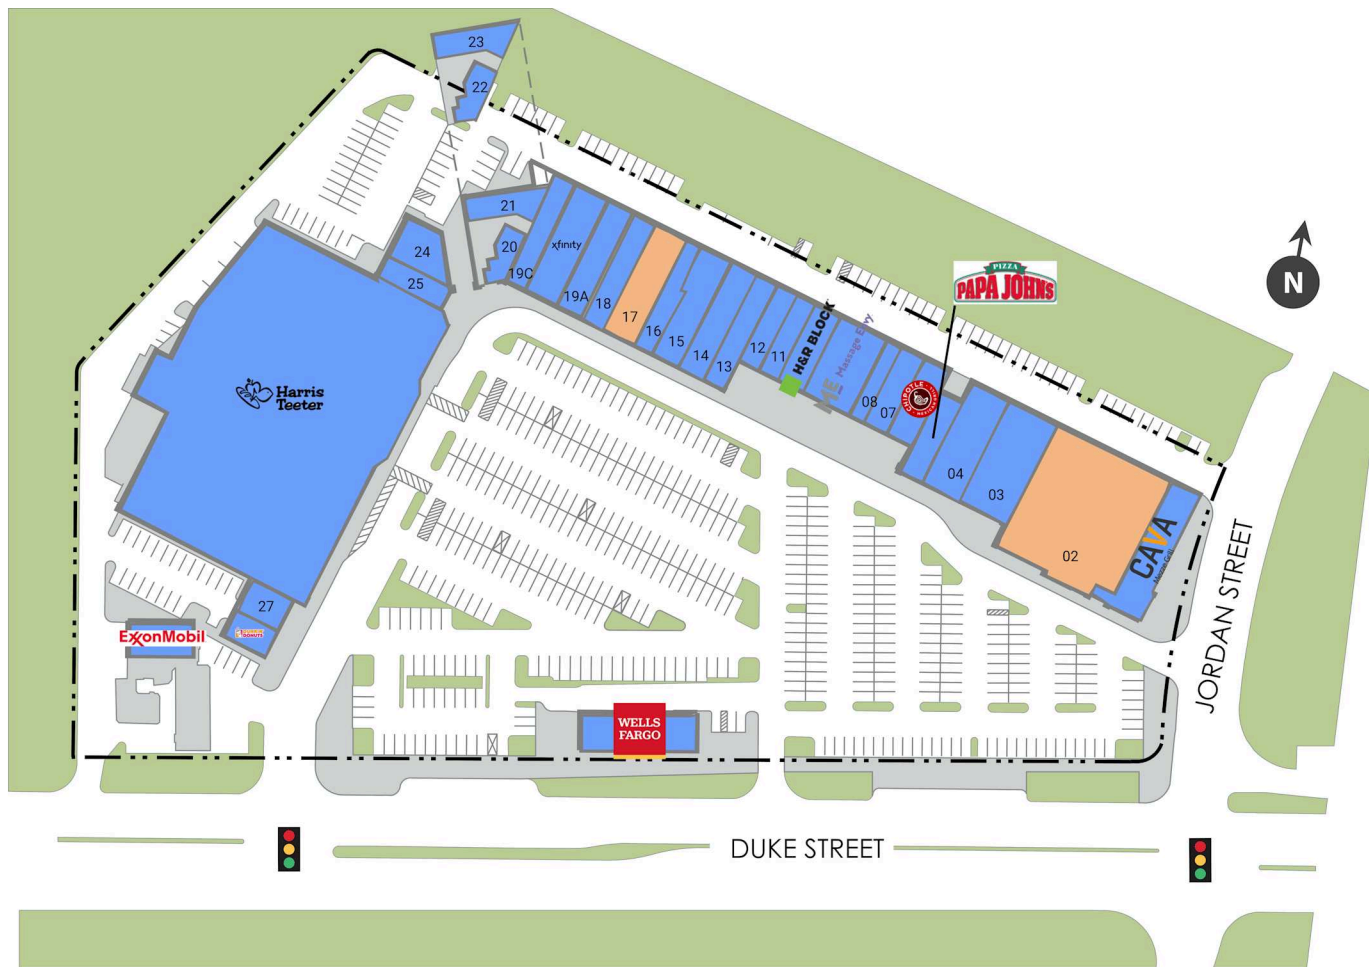 23
22
21
20
19C
xfinity
19A
18
17
16
15
14
13
12
11
H&R BLOCK
ME
Massage Envy
08
07
CHIPOTLE
PIZZA
PAPA JOHNS
04
03
02
CAVA
N
24
25
Harris
Teeter
27
DONUTS
ExxonMobil
WELLS
FARGO
JORDAN STREET
DUKE STREET